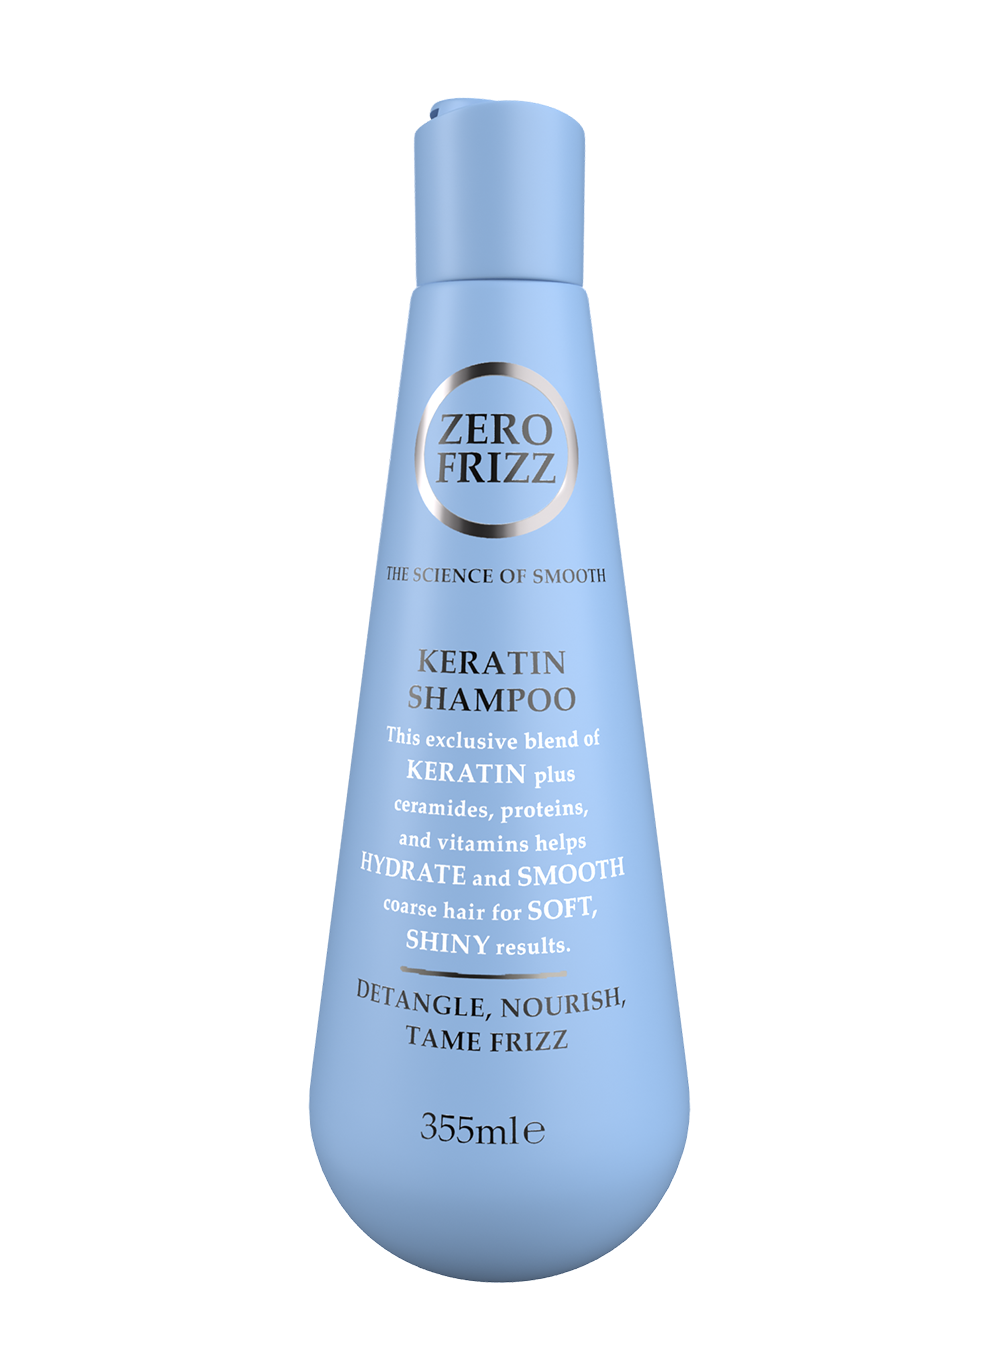 ZERO
FRIZZ
THE SCIENCE OF SMOOTH
KERATIN
SHAMPOO
This exclusive blend of
KERATIN plus
ceramides, proteins,
and vitamins helps
HYDRATE and SMOOTH
coarse hair for SOFT,
SHINY results.
DETANGLE, NOURISH,
TAME FRIZZ
355ml℮